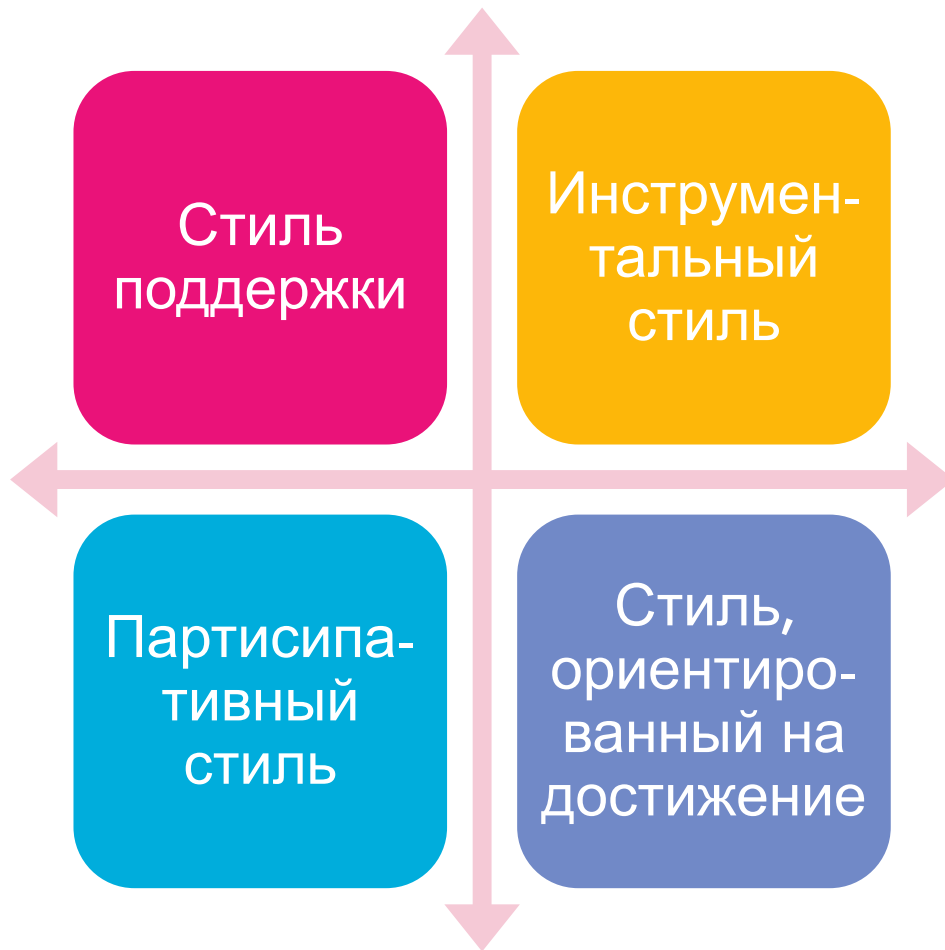 Стиль
поддержки
Инструмен-
тальный
стиль
Партисипа-
тивный
стиль
Стиль,
ориентиро-
ванный на
достижение